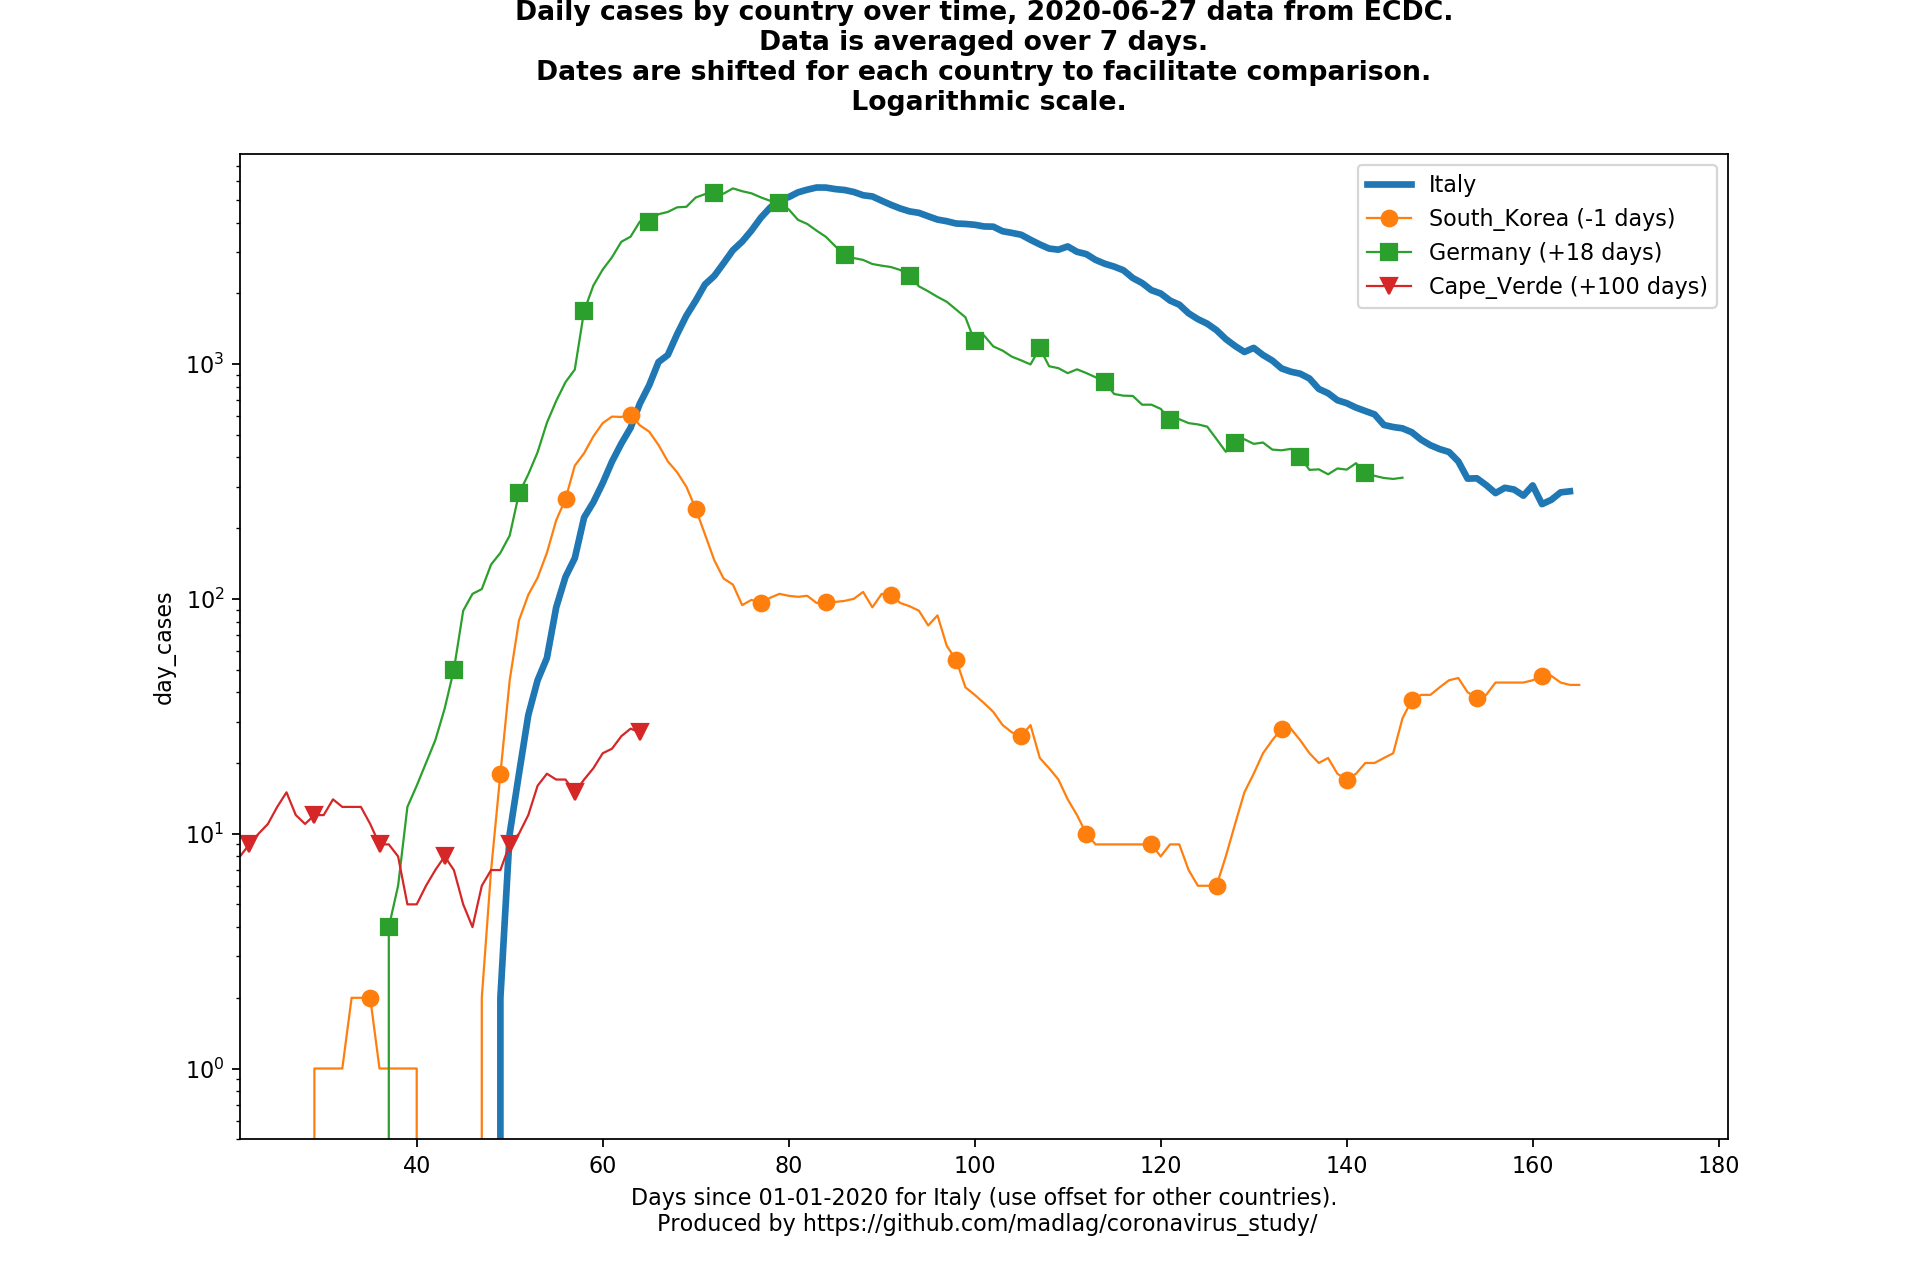 Daily cases by country over time, 2020-06-27 data from ECDC.
Data is averaged over 7 days.
Dates are shifted for each country to facilitate comparison.
Logarithmic scale.
Italy
South_Korea (-1 days)
Germany (+18 days)
Cape_Verde (+100 days)
day_cases
10³
10²
10¹
10⁰
40 60 80 100 120 140 160 180
Days since 01-01-2020 for Italy (use offset for other countries).
Produced by https://github.com/madlag/coronavirus_study/